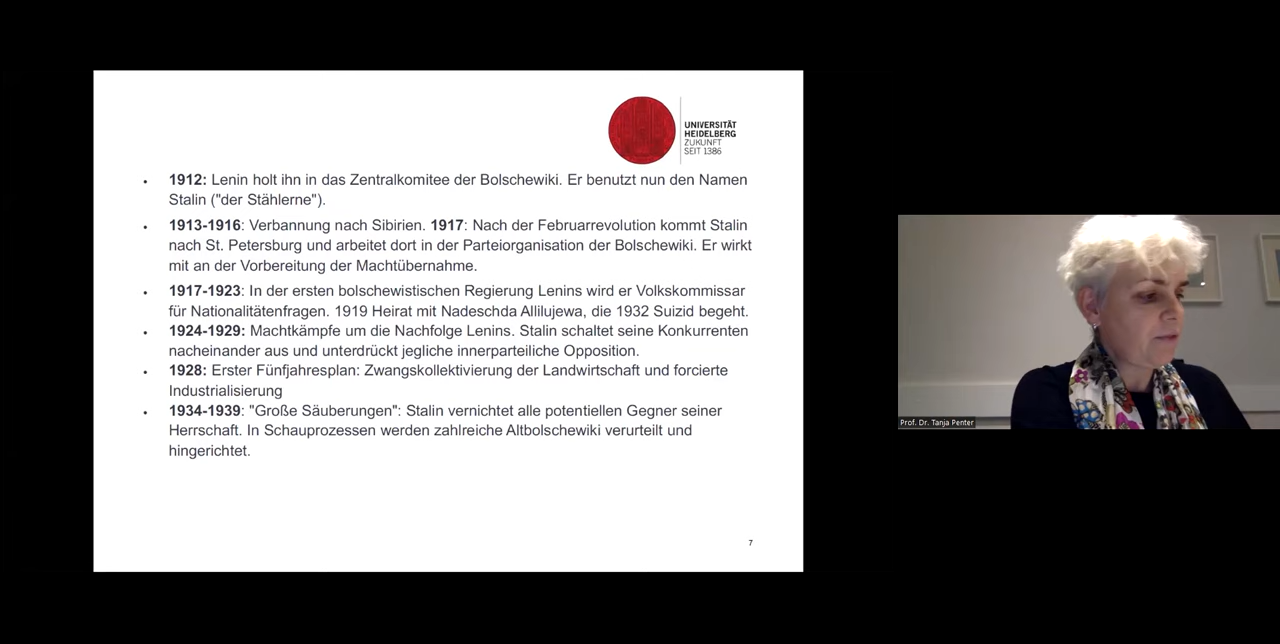 UNIVERSITÄT
HEIDELBERG
ZUKUNFT
SEIT 1386
• 1912: Lenin holt ihn in das Zentralkomitee der Bolschewiki. Er benutzt nun den Namen
Stalin ("der Stählerne").
• 1913-1916: Verbannung nach Sibirien. 1917: Nach der Februarrevolution kommt Stalin
nach St. Petersburg und arbeitet dort in der Parteiorganisation der Bolschewiki. Er wirkt
mit an der Vorbereitung der Machtübernahme.
• 1917-1923: In der ersten bolschewistischen Regierung Lenins wird er Volkskommissar
für Nationalitätenfragen. 1919 Heirat mit Nadeschda Allilujewa, die 1932 Suizid begeht.
• 1924-1929: Machtkämpfe um die Nachfolge Lenins. Stalin schaltet seine Konkurrenten
nacheinander aus und unterdrückt jegliche innerparteiliche Opposition.
• 1928: Erster Fünfjahresplan: Zwangskollektivierung der Landwirtschaft und forcierte
Industrialisierung
• 1934-1939: "Große Säuberungen": Stalin vernichtet alle potentiellen Gegner seiner
Herrschaft. In Schauprozessen werden zahlreiche Altbolschewiki verurteilt und
hingerichtet.
7
Prof. Dr. Tanja Penter